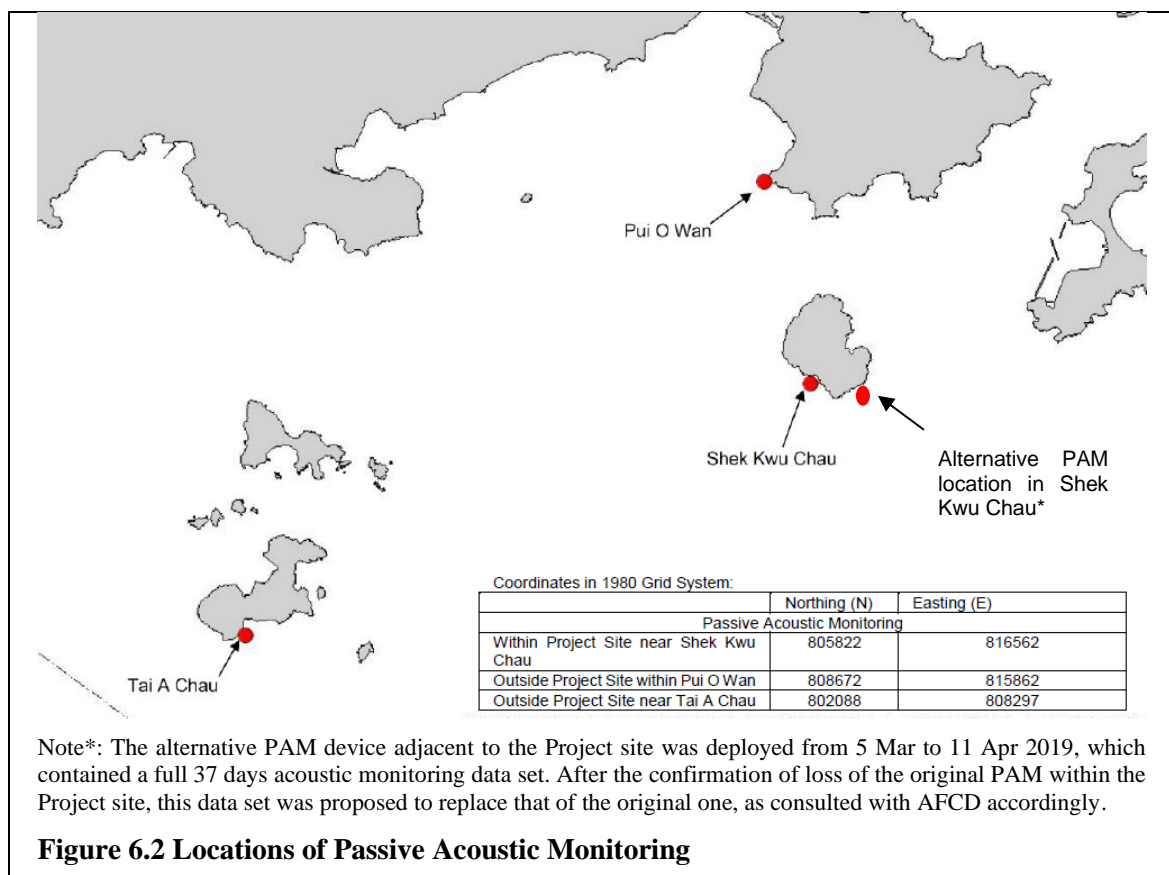 Pui O Wan
Shek Kwu Chau
Alternative PAM
location in Shek
Kwu Chau*
Tai A Chau
Coordinates in 1980 Grid System:
Northing (N) Easting (E)
Passive Acoustic Monitoring
Within Project Site near Shek Kwu Chau 805822 816562
Outside Project Site within Pui O Wan 808672 815862
Outside Project Site near Tai A Chau 802088 808297
Note*: The alternative PAM device adjacent to the Project site was deployed from 5 Mar to 11 Apr 2019, which
contained a full 37 days acoustic monitoring data set. After the confirmation of loss of the original PAM within the
Project site, this data set was proposed to replace that of the original one, as consulted with AFCD accordingly.
Figure 6.2 Locations of Passive Acoustic Monitoring